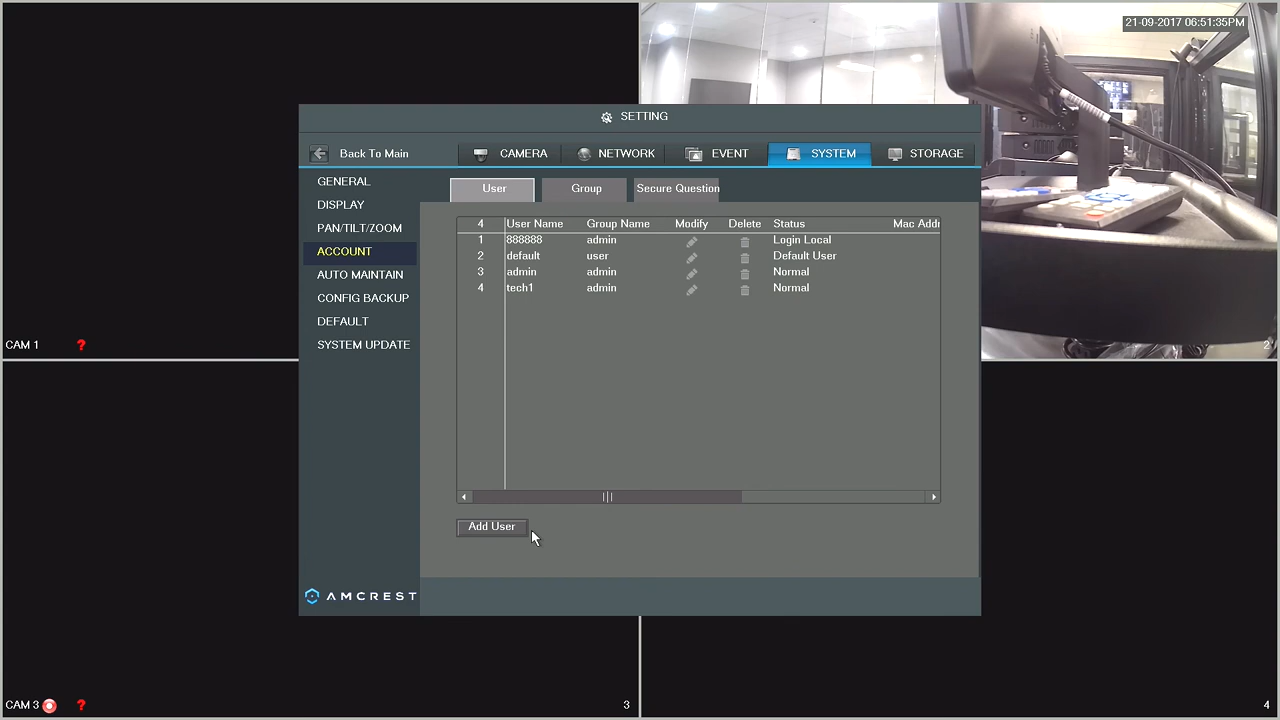 21-09-2017 06:51:35PM
SETTING
Back To Main
CAMERA
NETWORK
EVENT
SYSTEM
STORAGE
GENERAL
DISPLAY
PAN/TILT/ZOOM
ACCOUNT
AUTO MAINTAIN
CONFIG BACKUP
DEFAULT
SYSTEM UPDATE
User
Group
Secure Question
4 User Name Group Name Modify Delete Status Mac Addr
1 888888 admin Login Local
2 default user Default User
3 admin admin Normal
4 tech1 admin Normal
Add User
AMCREST
CAM 1 ?
2
CAM 3 ?
3
4